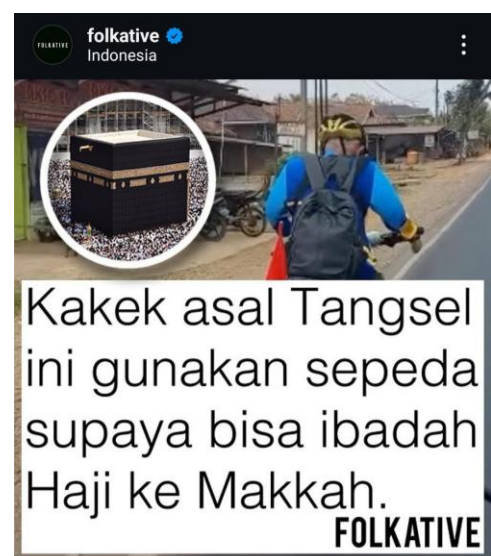 FOLKATIVE
folkative
Indonesia
Kakek asal Tangsel
ini gunakan sepeda
supaya bisa ibadah
Haji ke Makkah.
FOLKATIVE